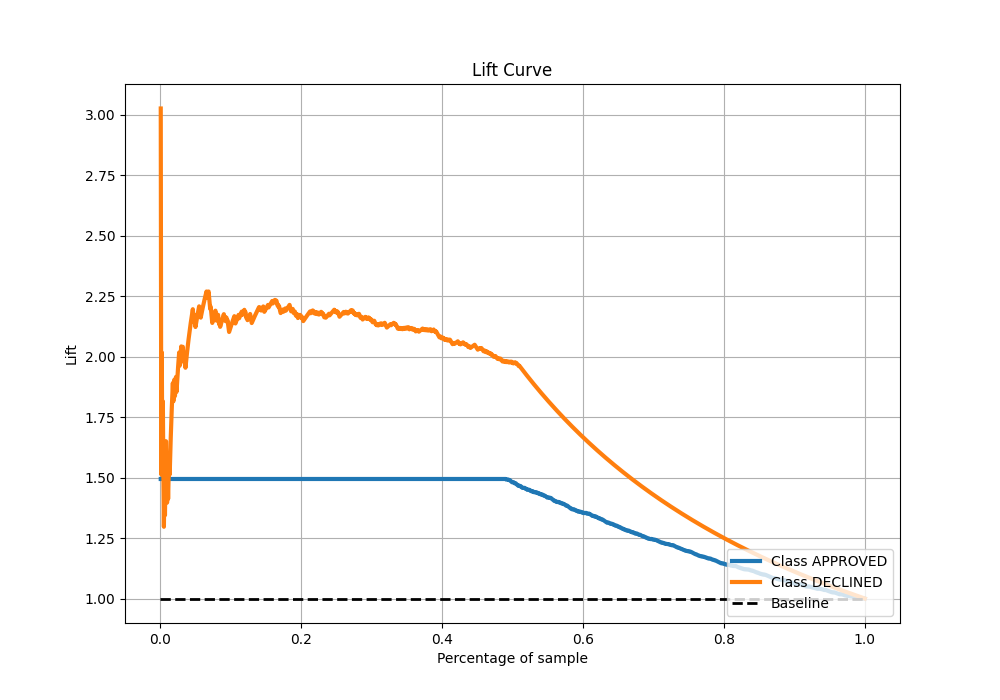 Lift Curve
3.00
2.75
2.50
2.25
2.00
1.75
1.50
1.25
1.00
Lift
Class APPROVED
Class DECLINED
Baseline
0.0 0.2 0.4 0.6 0.8 1.0
Percentage of sample